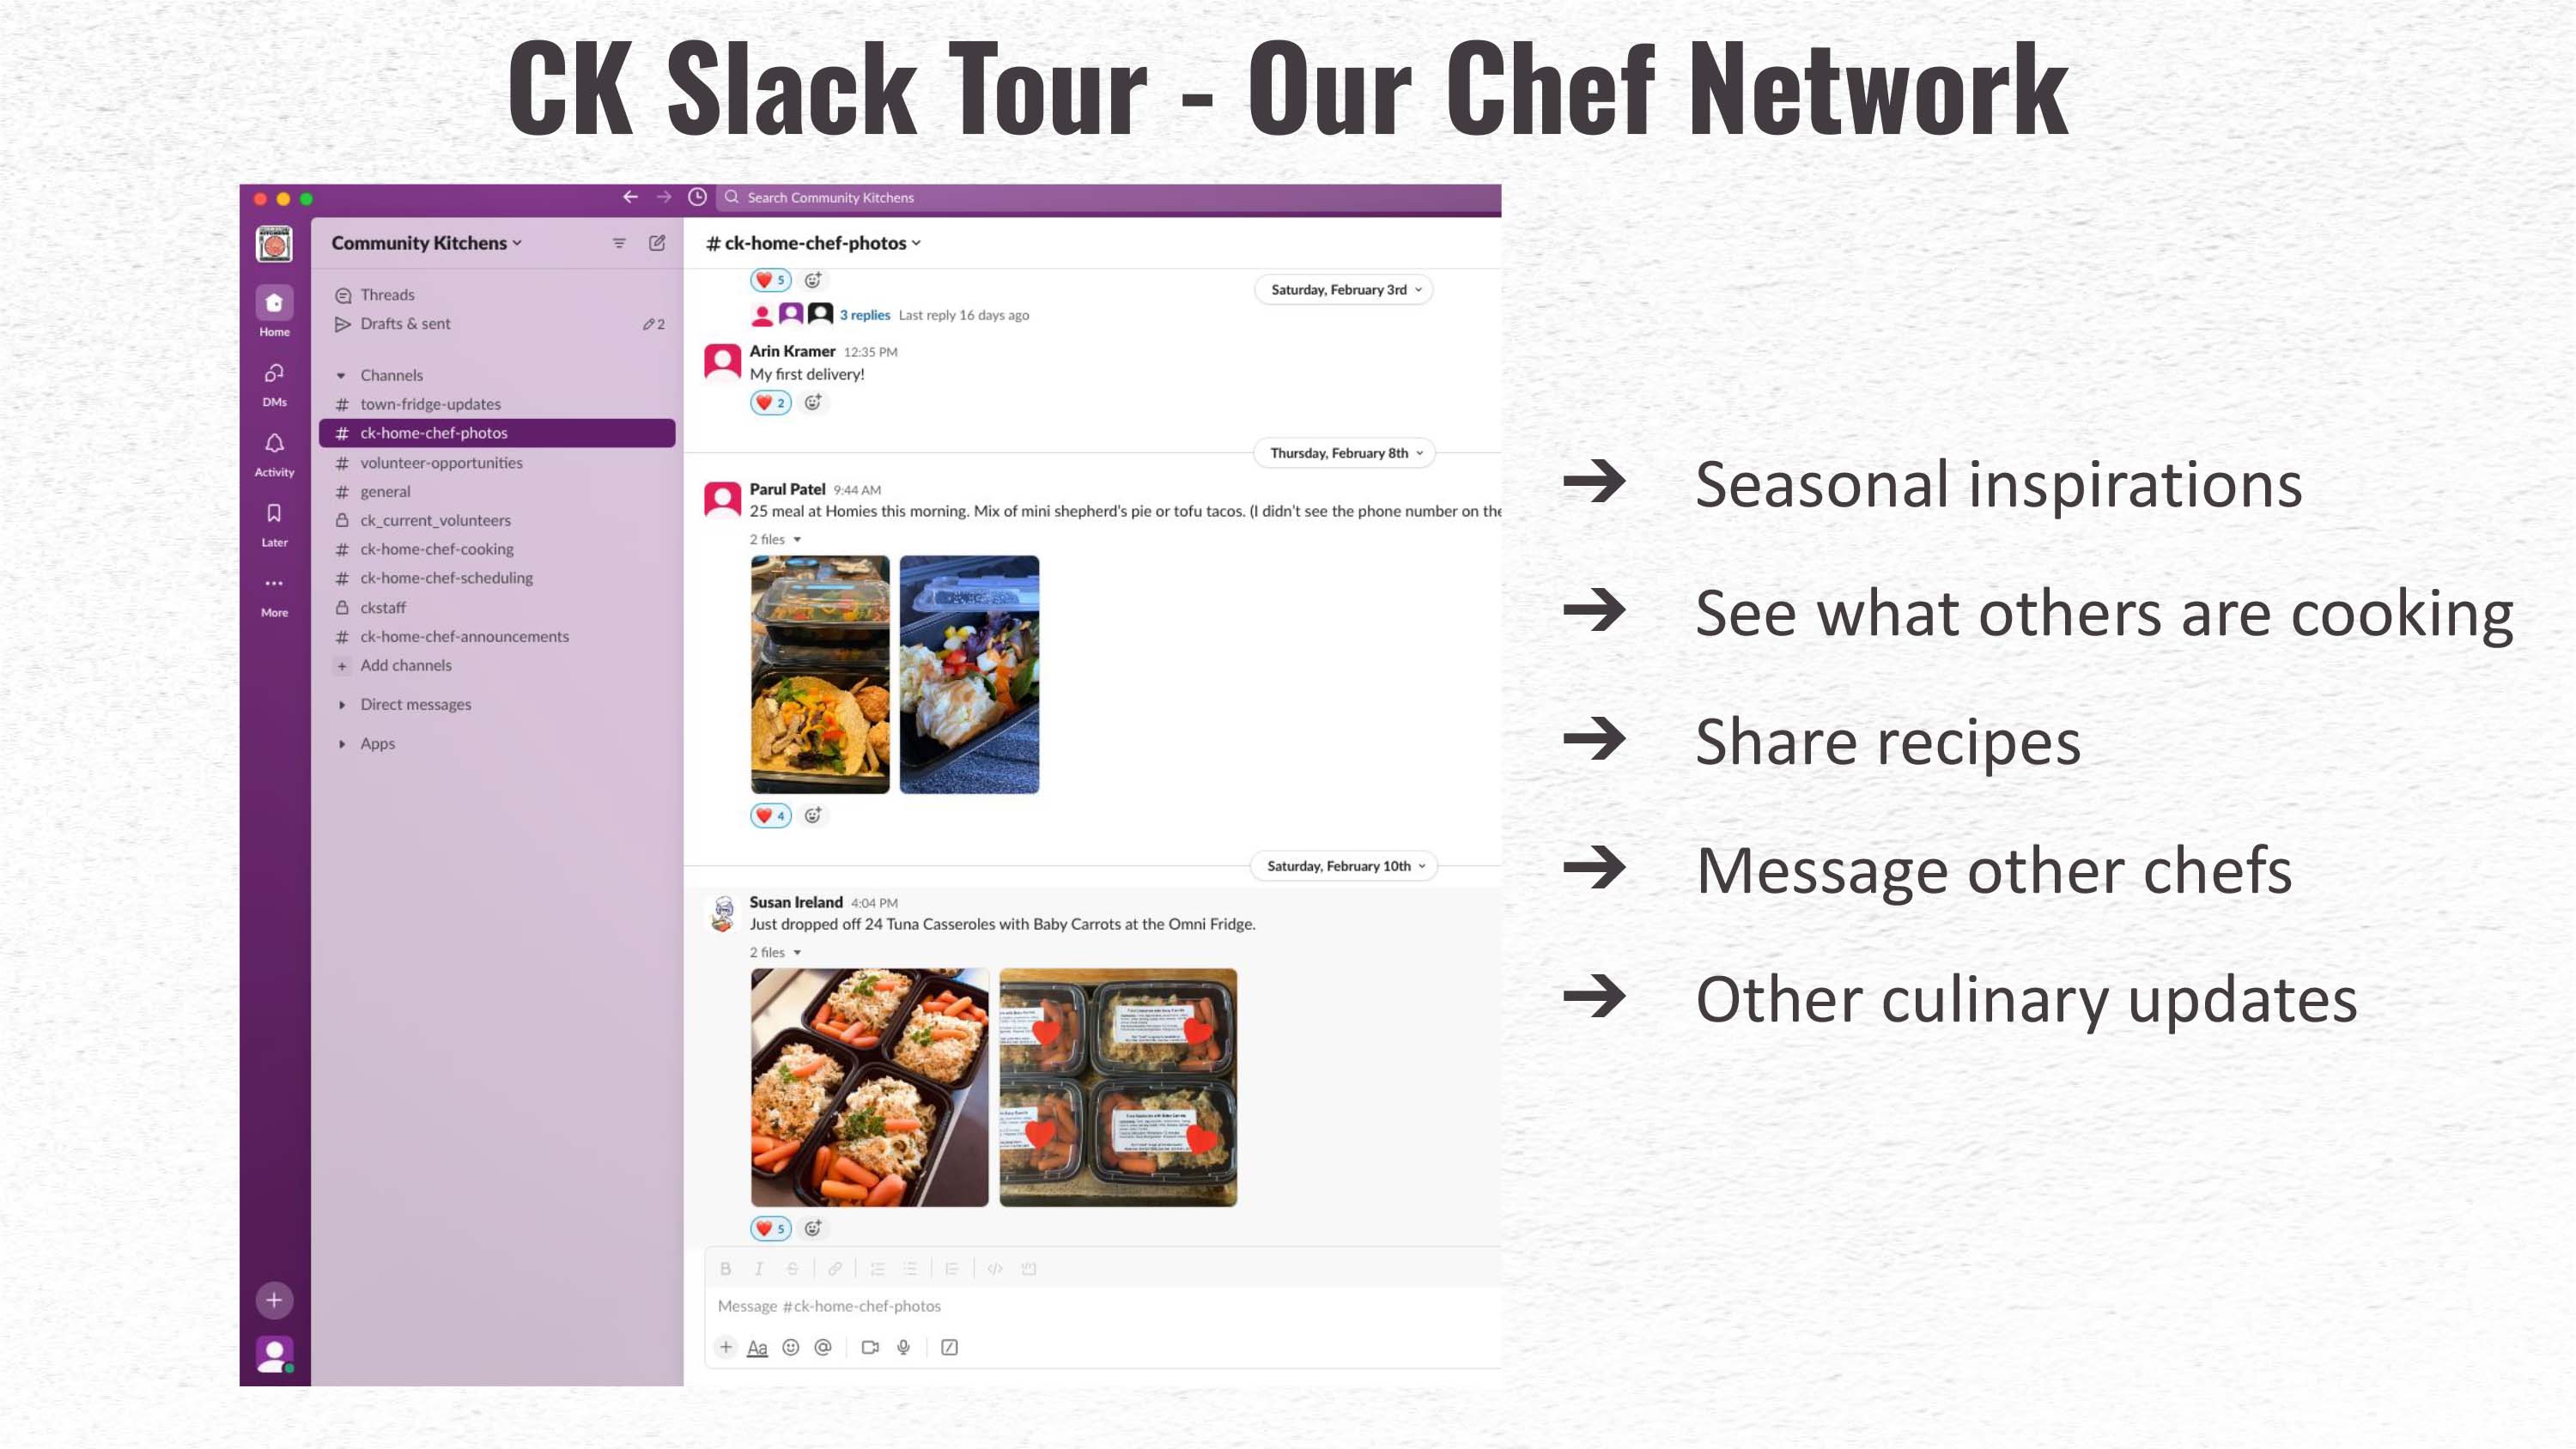 CK Slack Tour - Our Chef Network
Search Community Kitchens
Community Kitchens
Home
DMs
Activity
Later
More
Threads
Drafts & sent
2
Channels
# town-fridge-updates
# ck-home-chef-photos
# volunteer-opportunities
# general
ck_current_volunteers
# ck-home-chef-cooking
# ck-home-chef-scheduling
ckstaff
# ck-home-chef-announcements
+ Add channels
Direct messages
Apps
# ck-home-chef-photos
5
Saturday, February 3rd
3 replies Last reply 16 days ago
Arin Kramer 12:35 PM
My first delivery!
2
Thursday, February 8th
Parul Patel 9:44 AM
25 meal at Homies this morning. Mix of mini shepherd's pie or tofu tacos. (I didn't see the phone number on the
2 files
4
Saturday, February 10th
Susan Ireland 4:04 PM
Just dropped off 24 Tuna Casseroles with Baby Carrots at the Omni Fridge.
2 files
5
B I S
Message #ck-home-chef-photos
+ Aa @
➔ Seasonal inspirations
➔ See what others are cooking
➔ Share recipes
➔ Message other chefs
➔ Other culinary updates